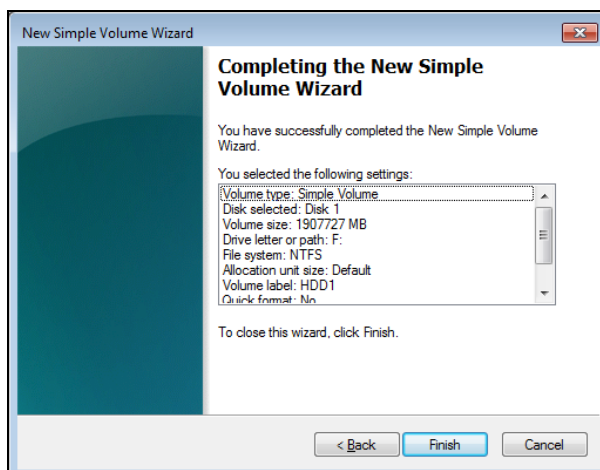 New Simple Volume Wizard
Completing the New Simple
Volume Wizard
You have successfully completed the New Simple Volume
Wizard.
You selected the following settings:
Volume type: Simple Volume
Disk selected: Disk 1
Volume size: 1907727 MB
Drive letter or path: F:
File system: NTFS
Allocation unit size: Default
Volume label: HDD1
Quick format: No
To close this wizard, click Finish.
< Back
Finish
Cancel